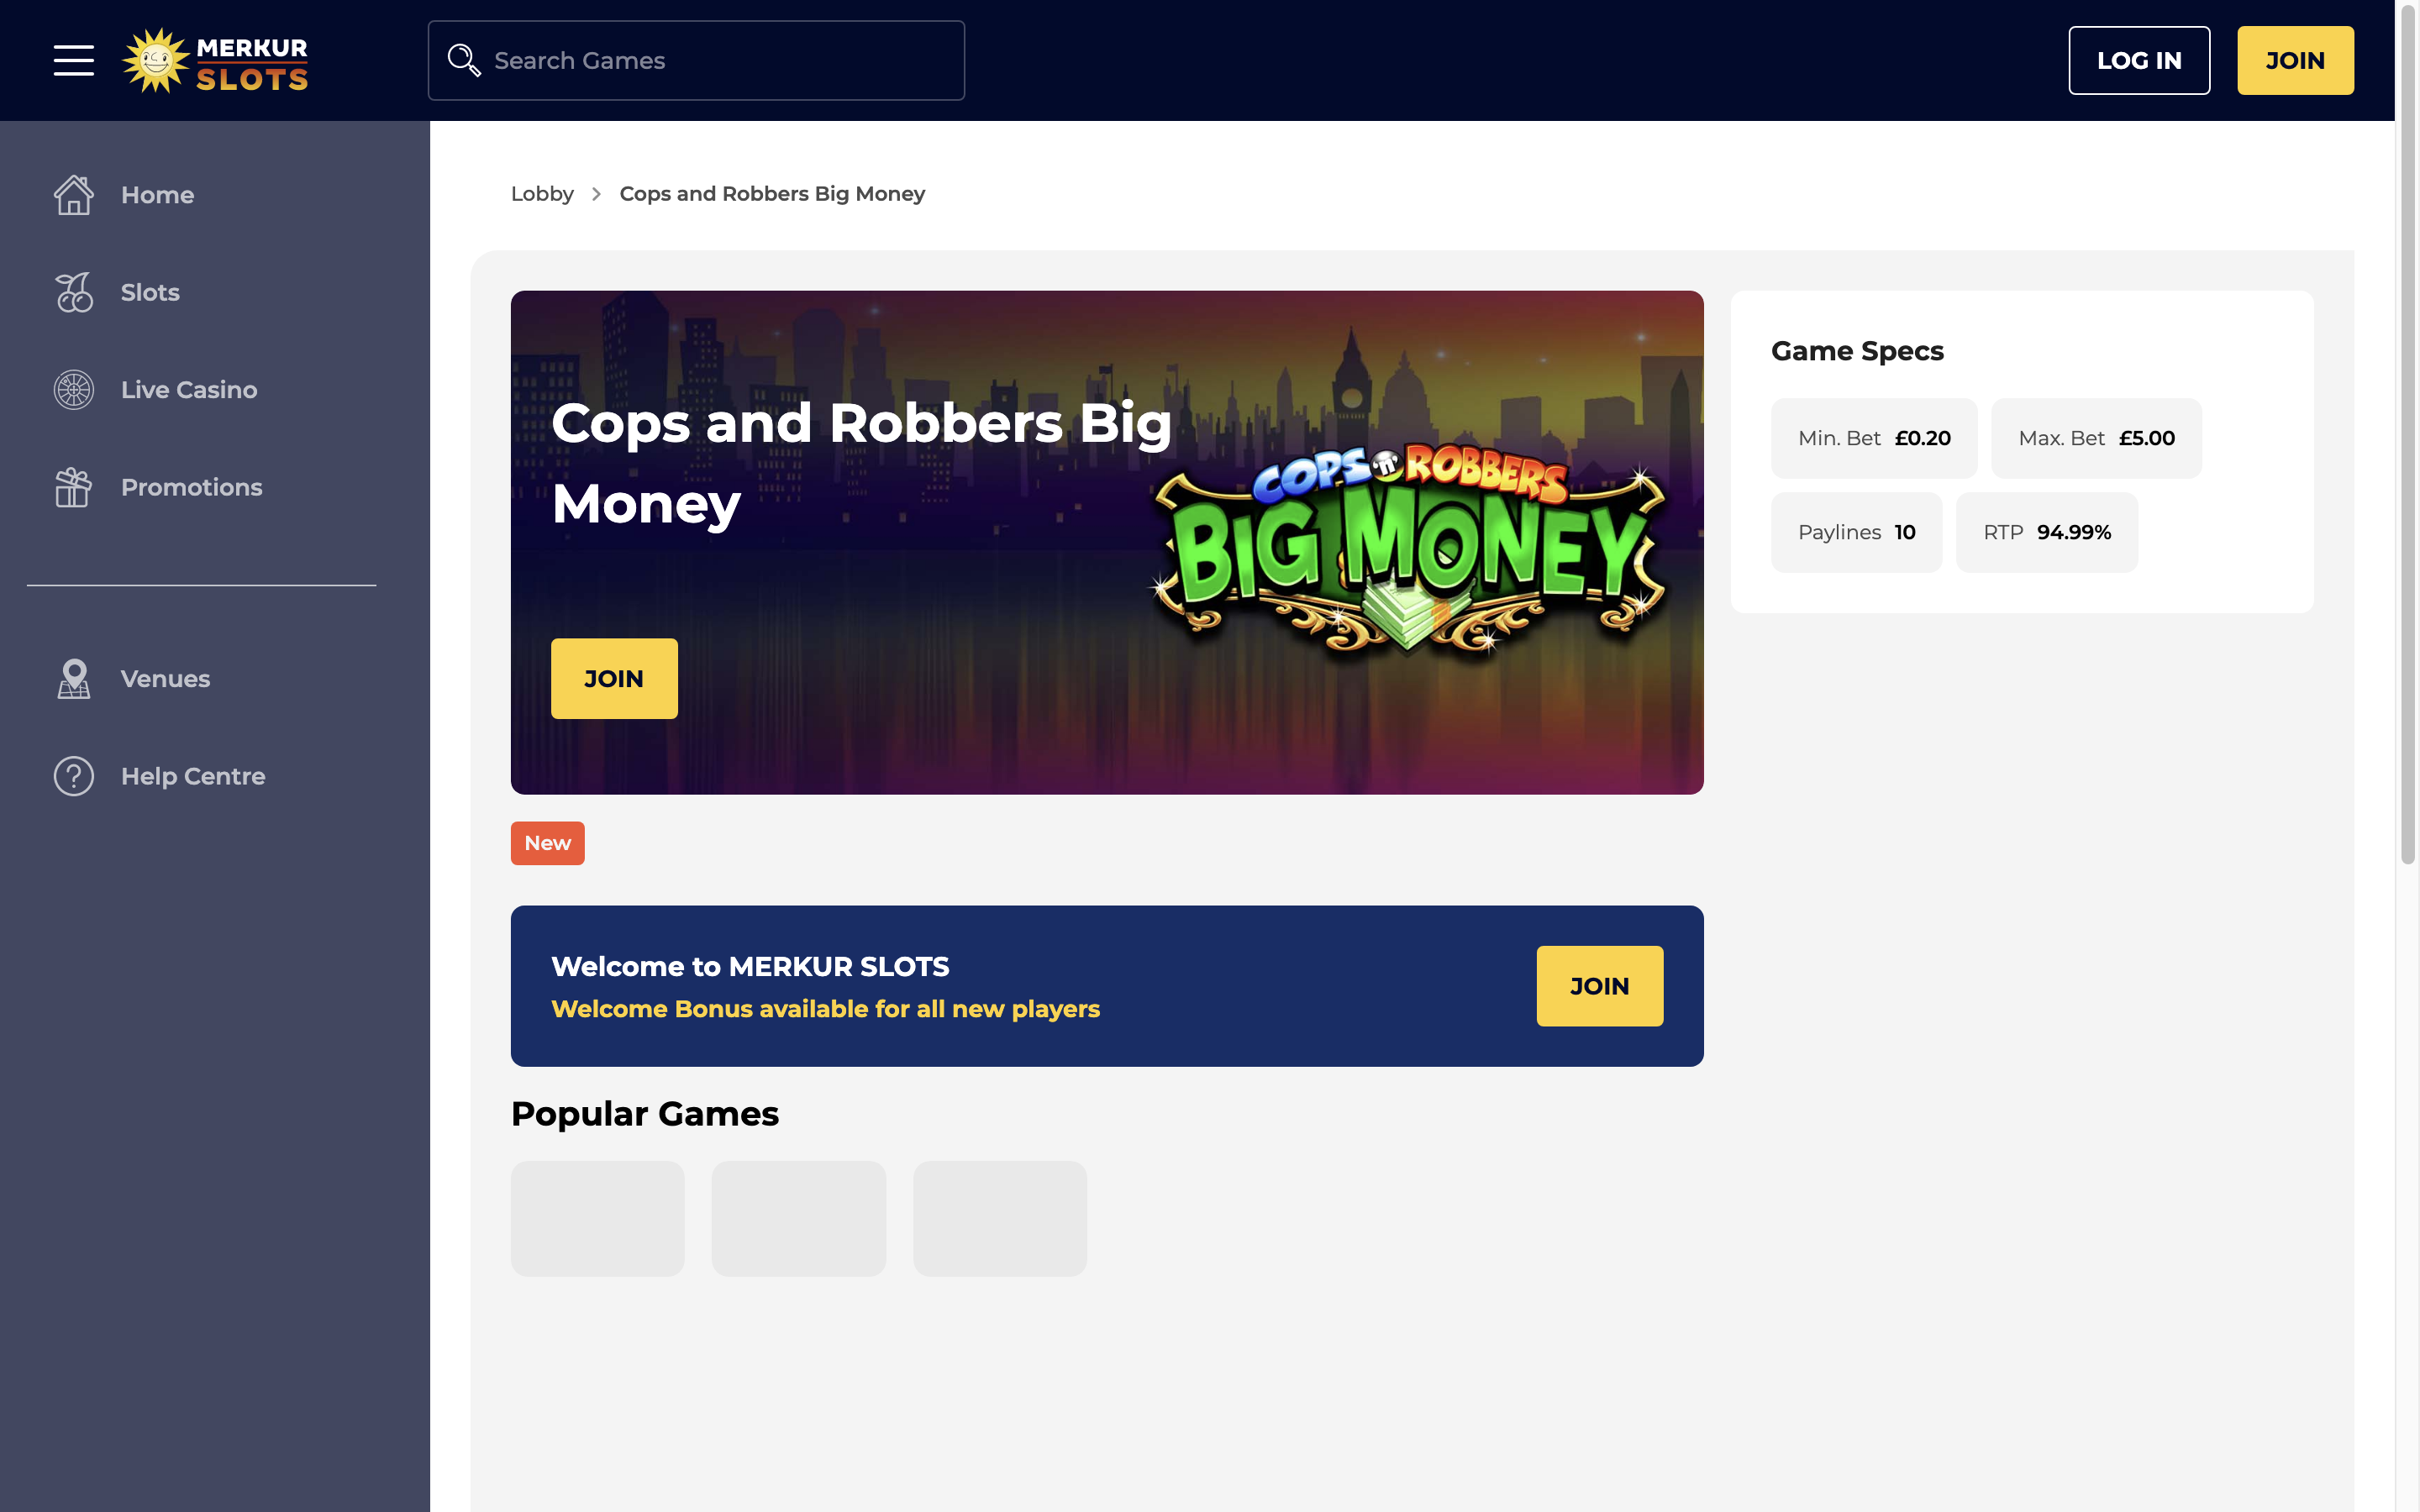 MERKUR
SLOTS
Search Games
LOG IN
JOIN
Home
Slots
Live Casino
Promotions
Venues
Help Centre
Lobby > Cops and Robbers Big Money
Cops and Robbers Big
Money
COPS 'n' ROBBERS
BIG MONEY
JOIN
New
Game Specs
Min. Bet £0.20
Max. Bet £5.00
Paylines 10
RTP 94.99%
Welcome to MERKUR SLOTS
Welcome Bonus available for all new players
JOIN
Popular Games